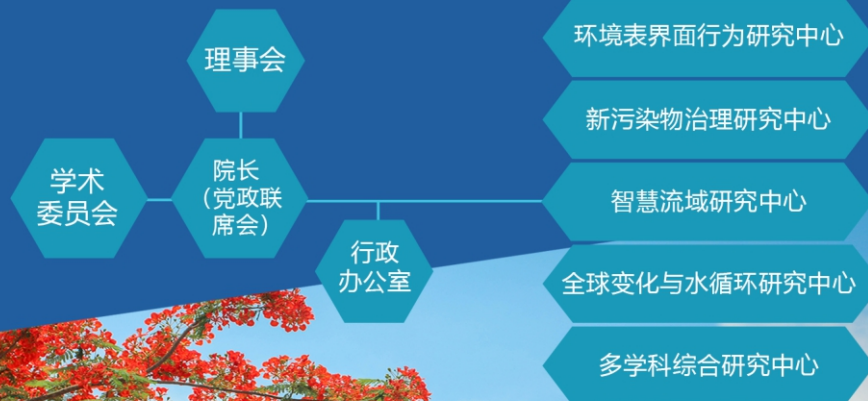 理事会
学术
委员会
院长
（党政联
席会）
行政
办公室
环境表界面行为研究中心
新污染物治理研究中心
智慧流域研究中心
全球变化与水循环研究中心
多学科综合研究中心